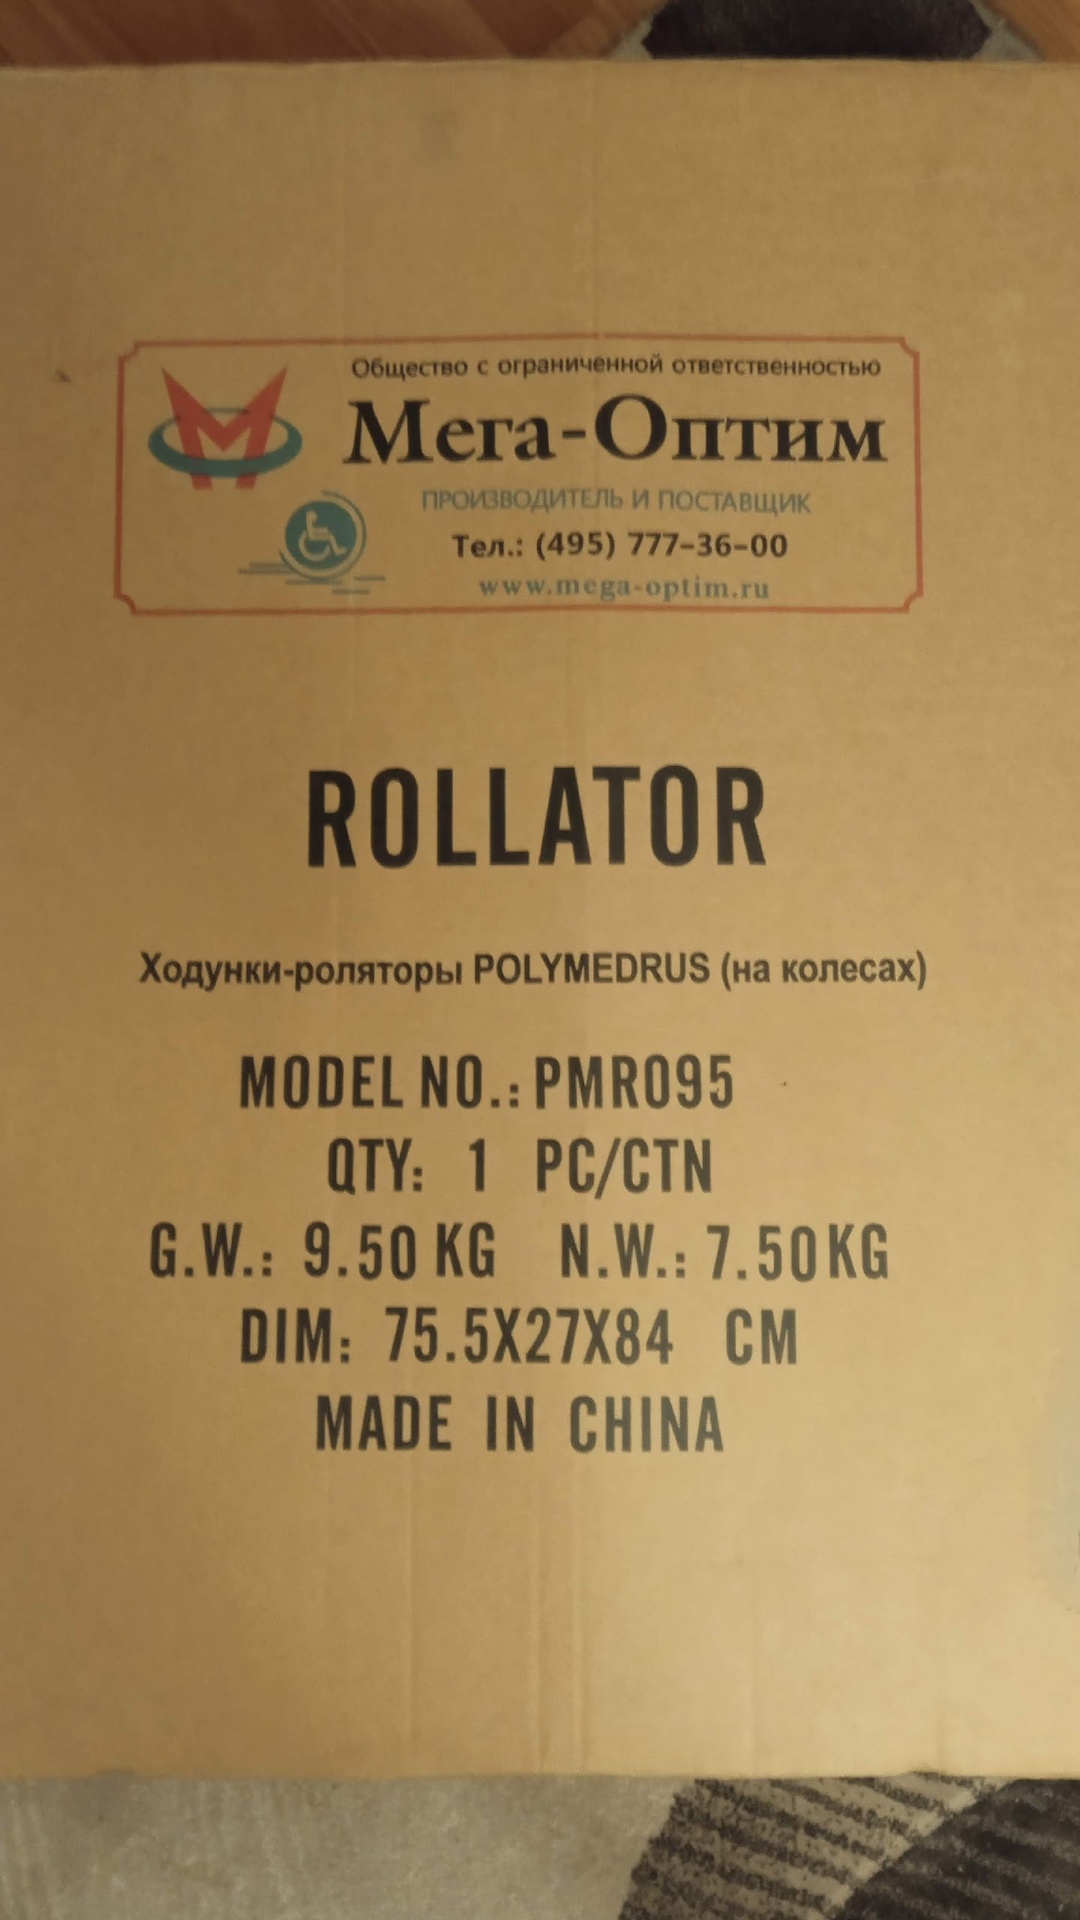 Общество с ограниченной ответственностью
Мега-Оптим
ПРОИЗВОДИТЕЛЬ И ПОСТАВЩИК
Тел.: (495) 777-36-00
www.mega-optim.ru
ROLLATOR
Ходунки-роляторы POLYMEDRUS (на колесах)
MODEL NO.: PMR095
QTY: 1 PC/CTN
G.W.: 9.50 KG N.W.: 7.50KG
DIM: 75.5X27X84 CM
MADE IN CHINA